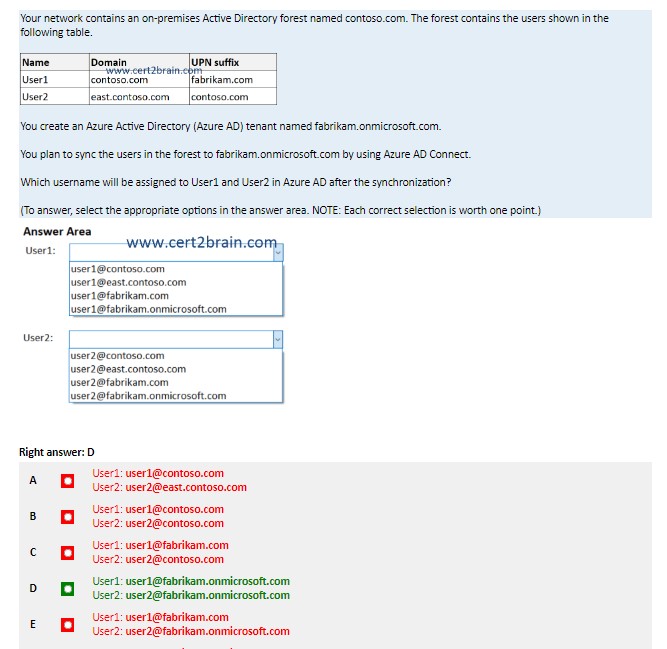 Your network contains an on-premises Active Directory forest named contoso.com. The forest contains the users shown in the
following table.
Name Domain UPN suffix
www.cert2brain.com
User1 contoso.com fabrikam.com
User2 east.contoso.com contoso.com
You create an Azure Active Directory (Azure AD) tenant named fabrikam.onmicrosoft.com.
You plan to sync the users in the forest to fabrikam.onmicrosoft.com by using Azure AD Connect.
Which username will be assigned to User1 and User2 in Azure AD after the synchronization?
(To answer, select the appropriate options in the answer area. NOTE: Each correct selection is worth one point.)
Answer Area
www.cert2brain.com
User1:
user1@contoso.com
user1@east.contoso.com
user1@fabrikam.com
user1@fabrikam.onmicrosoft.com
User2:
user2@contoso.com
user2@east.contoso.com
user2@fabrikam.com
user2@fabrikam.onmicrosoft.com
Right answer: D
A User1: user1@contoso.com
User2: user2@east.contoso.com
B User1: user1@contoso.com
User2: user2@contoso.com
C User1: user1@fabrikam.com
User2: user2@contoso.com
D User1: user1@fabrikam.onmicrosoft.com
User2: user2@fabrikam.onmicrosoft.com
E User1: user1@fabrikam.com
User2: user2@fabrikam.onmicrosoft.com